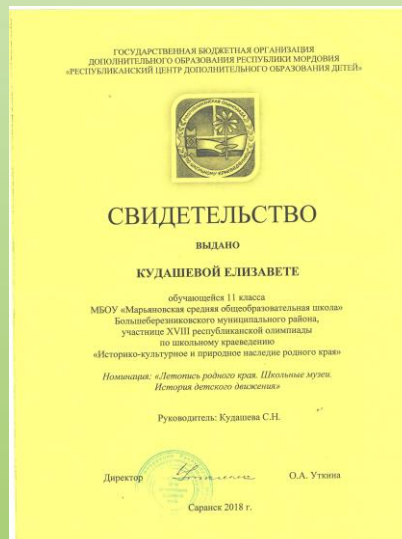 ГОСУДАРСТВЕННАЯ БЮДЖЕТНАЯ ОРГАНИЗАЦИЯ
ДОПОЛНИТЕЛЬНОГО ОБРАЗОВАНИЯ РЕСПУБЛИКИ МОРДОВИЯ
«РЕСПУБЛИКАНСКИЙ ЦЕНТР ДОПОЛНИТЕЛЬНОГО ОБРАЗОВАНИЯ ДЕТЕЙ»
СВИДЕТЕЛЬСТВО
ВЫДАНО
КУДАШЕВОЙ ЕЛИЗАВЕТЕ
обучающейся 11 класса
МБОУ «Марьяновская средняя общеобразовательная школа»
Большеберезниковского муниципального района,
участнице XVIII республиканской олимпиады
по школьному краеведению
«Историко-культурное и природное наследие родного края»
Номинация: «Летопись родного края. Школьные музеи.
История детского движения»
Руководитель: Кудашева С.Н.
Директор О.А. Уткина
Саранск 2018 г.